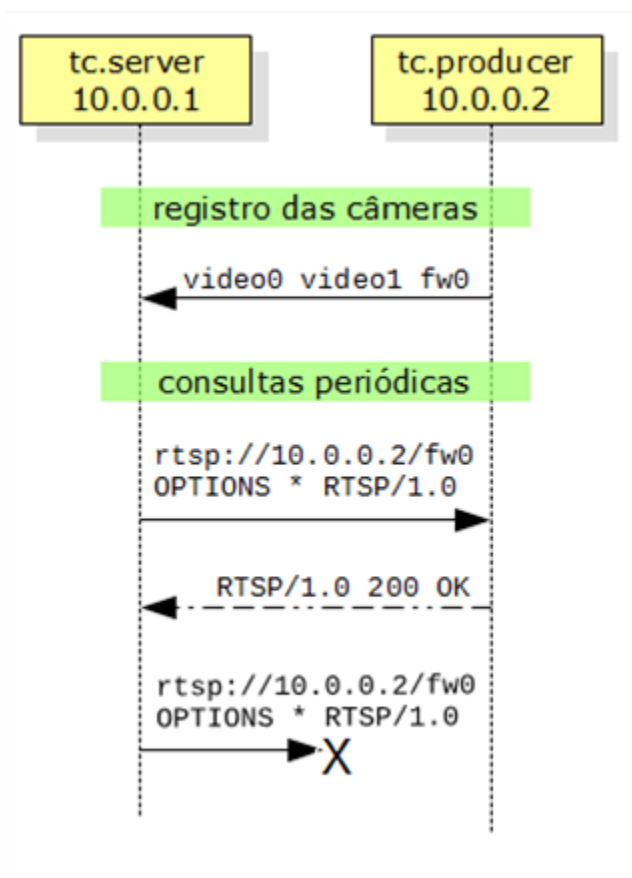 tc.server
10.0.0.1
tc.producer
10.0.0.2
registro das câmeras
video0 video1 fw0
consultas periódicas
rtsp://10.0.0.2/fw0
OPTIONS * RTSP/1.0
RTSP/1.0 200 OK
rtsp://10.0.0.2/fw0
OPTIONS * RTSP/1.0
X